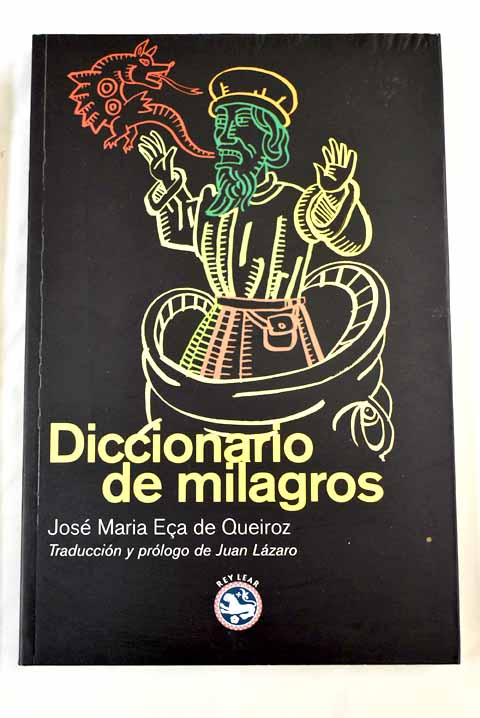 Diccionario
de milagros
José Maria Eça de Queiroz
Traducción y prólogo de Juan Lázaro
REY LEAR